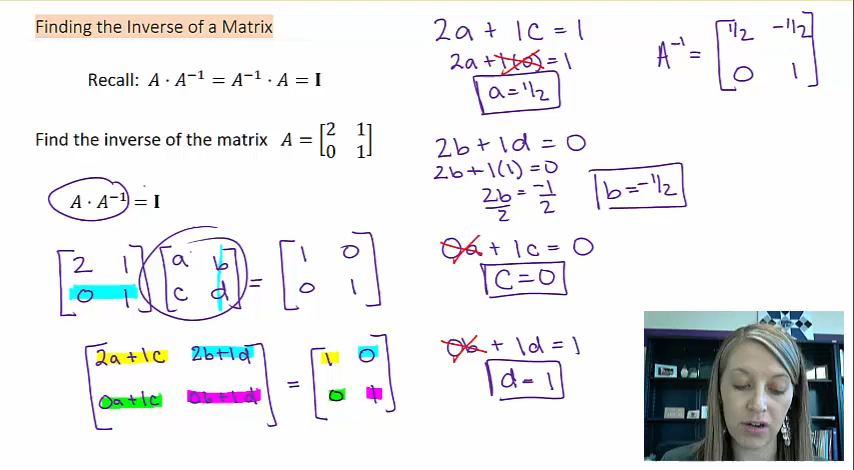 Finding the Inverse of a Matrix
Recall: A · A⁻¹ = A⁻¹ · A = I
Find the inverse of the matrix A = [2 1
0 1]
A · A⁻¹ = I
[2 1
0 1] [a b
c d] = [1 0
0 1]
[2a+1c 2b+1d
0a+1c 0b+1d] = [1 0
0 1]
2a + 1c = 1
2a + 1(0) = 1
a = 1/2
2b + 1d = 0
2b + 1(1) = 0
2b/2 = -1/2
b = -1/2
0a + 1c = 0
C = 0
0b + 1d = 1
d = 1
A⁻¹ = [1/2 -1/2
0 1]